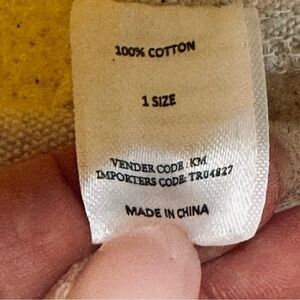 100% COTTON
1 SIZE
VENDER CODE: KM
IMPORTERS CODE: TR04827
MADE IN CHINA